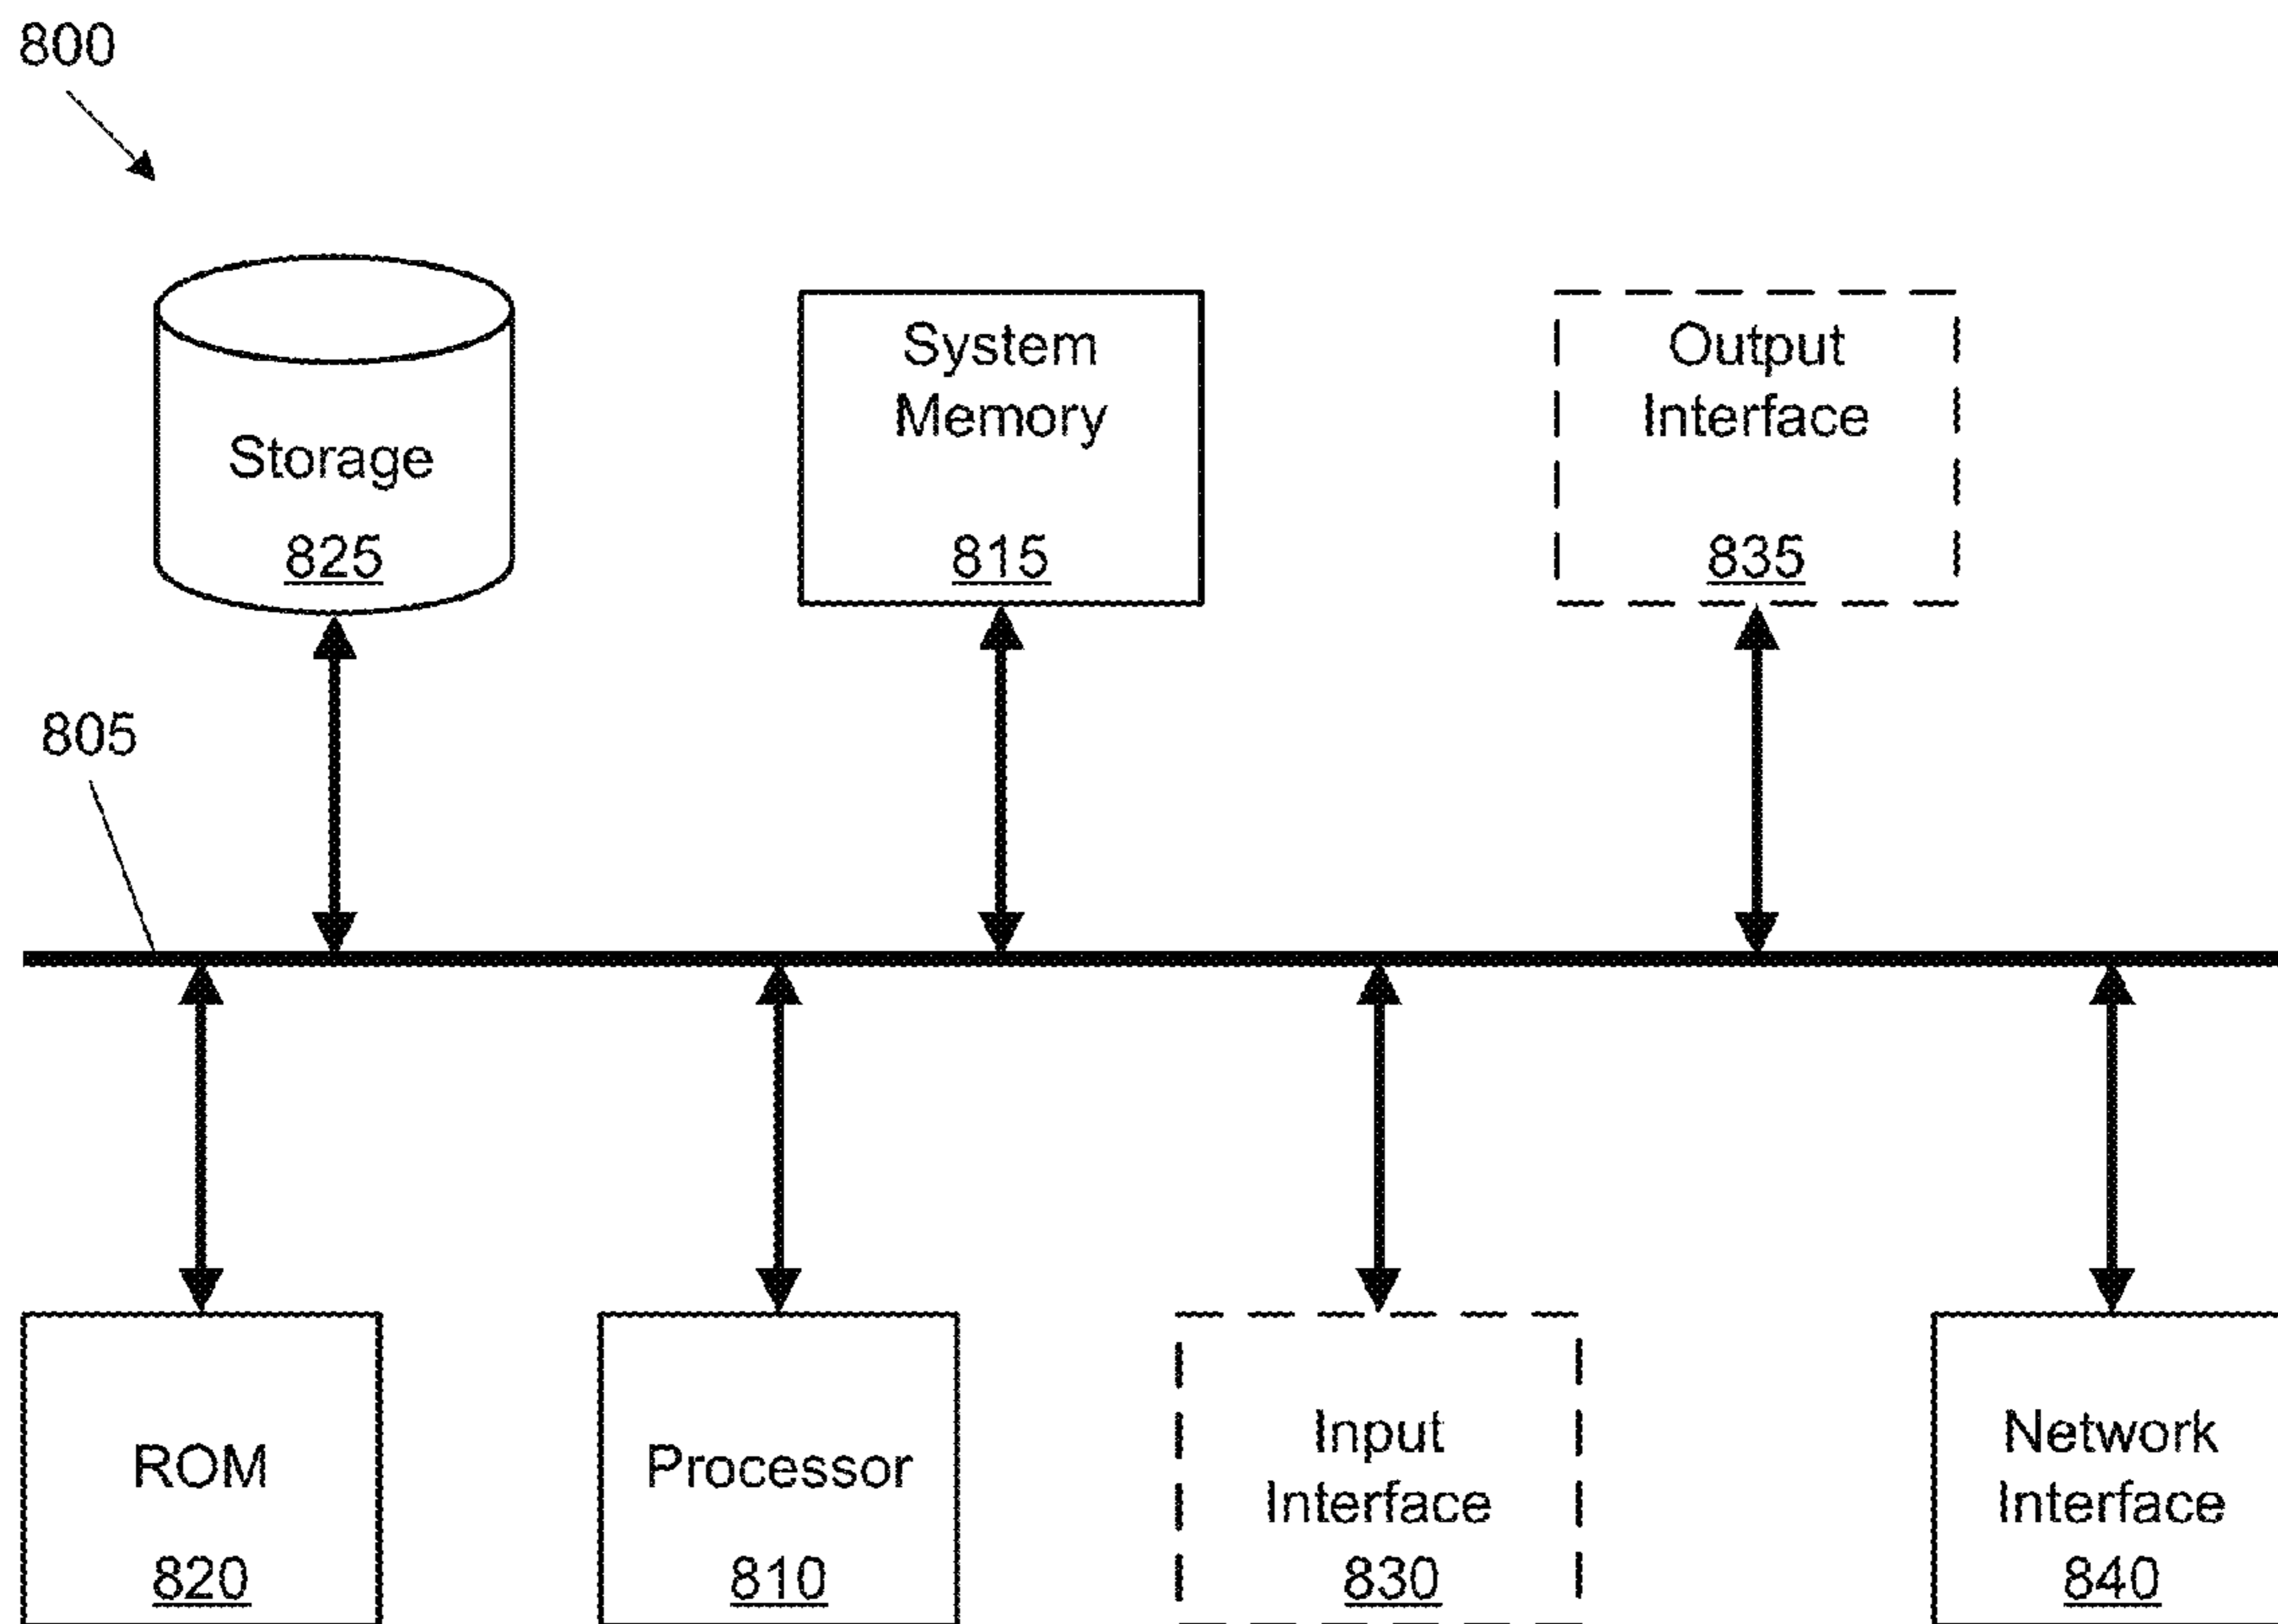 800
Storage
825
System
Memory
815
Output
Interface
835
805
ROM
820
Processor
810
Input
Interface
830
Network
Interface
840